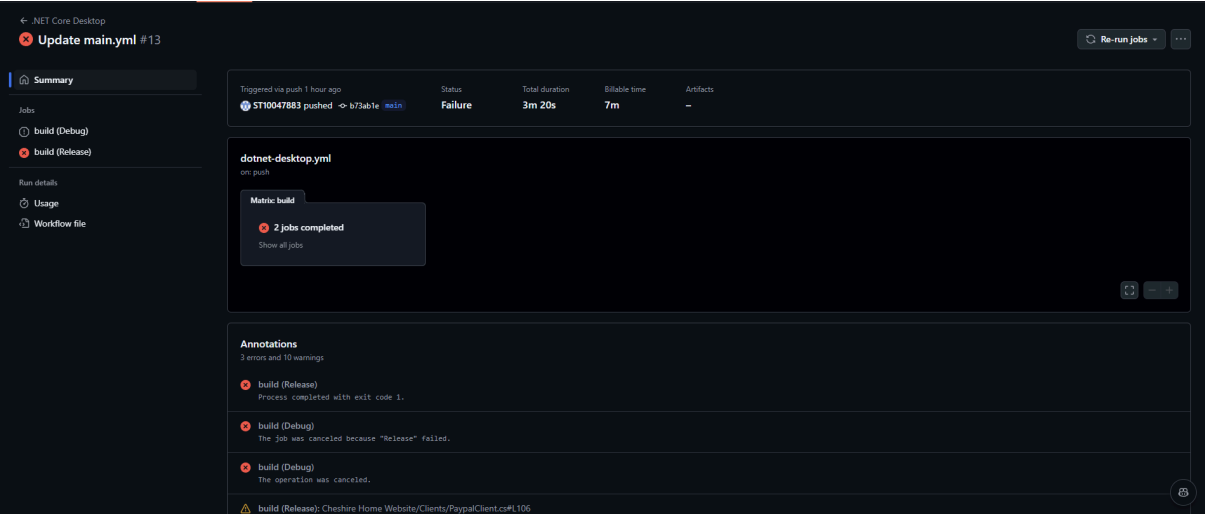 ← .NET Core Desktop
Update main.yml #13
Re-run jobs
Summary
Jobs
build (Debug)
build (Release)
Run details
Usage
Workflow file
Triggered via push 1 hour ago
ST10047883 pushed b73ab1e main
Status
Failure
Total duration
3m 20s
Billable time
7m
Artifacts
–
dotnet-desktop.yml
on: push
Matrix: build
2 jobs completed
Show all jobs
Annotations
3 errors and 10 warnings
build (Release)
Process completed with exit code 1.
build (Debug)
The job was canceled because "Release" failed.
build (Debug)
The operation was canceled.
build (Release): Cheshire Home Website/Clients/PaypalClient.cs#L106